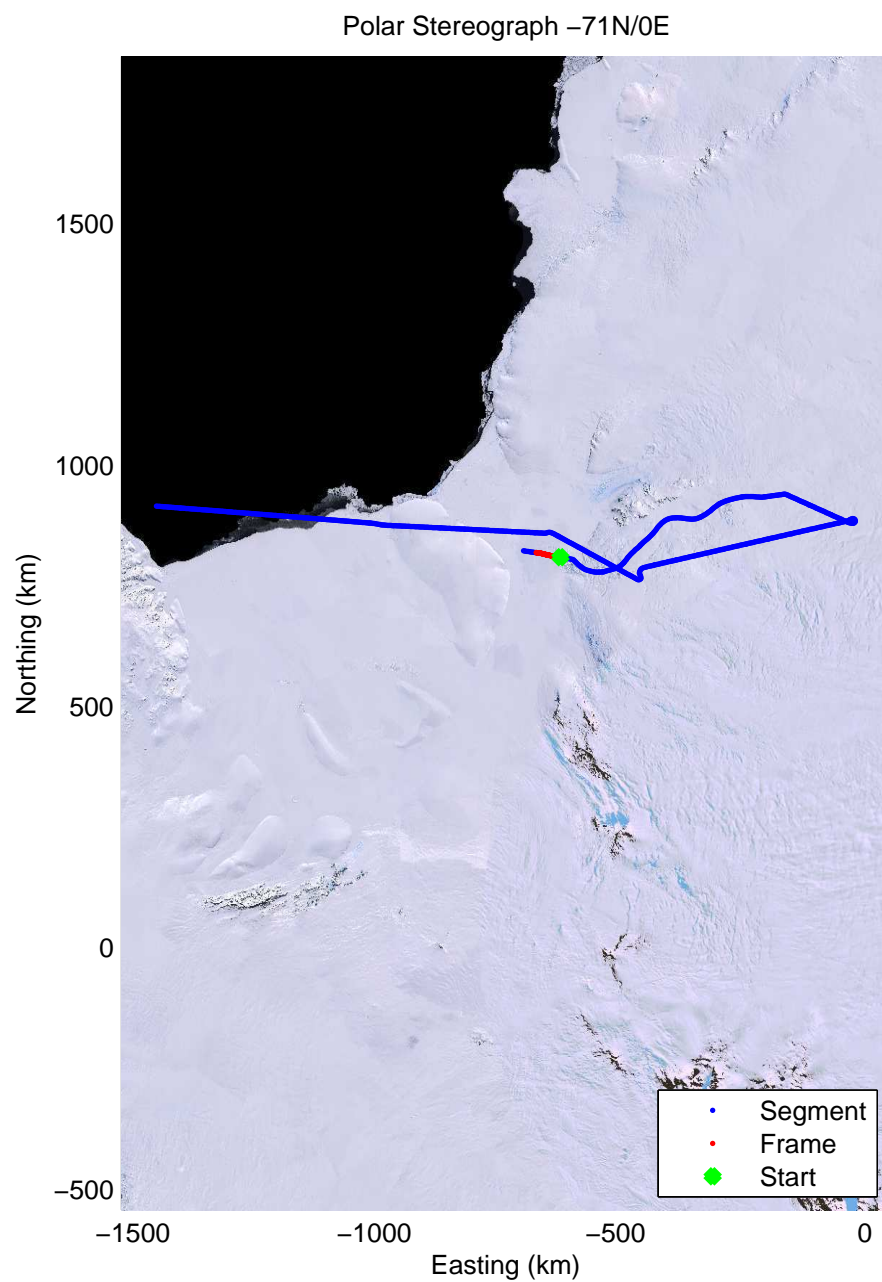 Polar Stereograph −71N/0E
1500
1000
500
0
−500
−1500
−1000
−500
0
Easting (km)
Northing (km)
Segment
Frame
Start